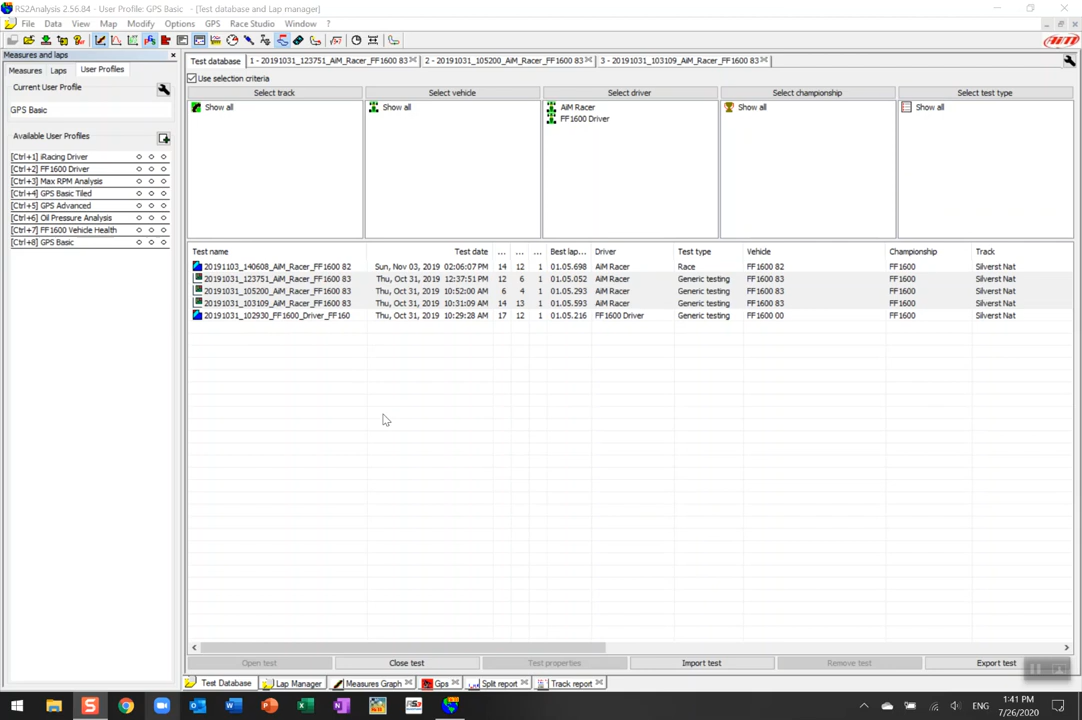 RS2Analysis 2.56.84 - User Profile: GPS Basic - [Test database and Lap manager]
File Data View Map Modify Options GPS Race Studio Window ?
Measures and laps
Measures Laps User Profiles
Current User Profile
GPS Basic
Available User Profiles
[Ctrl+1] iRacing Driver
[Ctrl+2] FF1600 Driver
[Ctrl+3] Max RPM Analysis
[Ctrl+4] GPS Basic Tiled
[Ctrl+5] GPS Advanced
[Ctrl+6] Oil Pressure Analysis
[Ctrl+7] FF1600 Vehicle Health
[Ctrl+8] GPS Basic
Test database 1 - 20191031_123751_AiM_Racer_FF1600 83 2 - 20191031_105200_AiM_Racer_FF1600 83 3 - 20191031_103109_AiM_Racer_FF1600 83
Use selection criteria
Select track Select vehicle Select driver Select championship Select test type
Show all Show all AiM Racer Show all Show all
FF1600 Driver
Test name Test date ... ... ... Best lap... Driver Test type Vehicle Championship Track
20191103_140608_AiM_Racer_FF1600 82 Sun, Nov 03, 2019 02:06:07 PM 14 12 1 01.05.698 AiM Racer Race FF1600 82 FF1600 Silverst Nat
20191031_123751_AiM_Racer_FF1600 83 Thu, Oct 31, 2019 12:37:51 PM 12 6 1 01.05.052 AiM Racer Generic testing FF1600 83 FF1600 Silverst Nat
20191031_105200_AiM_Racer_FF1600 83 Thu, Oct 31, 2019 10:52:00 AM 6 4 1 01.05.293 AiM Racer Generic testing FF1600 83 FF1600 Silverst Nat
20191031_103109_AiM_Racer_FF1600 83 Thu, Oct 31, 2019 10:31:09 AM 14 13 1 01.05.593 AiM Racer Generic testing FF1600 83 FF1600 Silverst Nat
20191031_102930_FF1600_Driver_FF160 Thu, Oct 31, 2019 10:29:28 AM 17 12 1 01.05.216 FF1600 Driver Generic testing FF1600 00 FF1600 Silverst Nat
Open test Close test Test properties Import test Remove test Export test
Test Database Lap Manager Measures Graph Gps Split report Track report
ENG
1:41 PM
7/26/2020